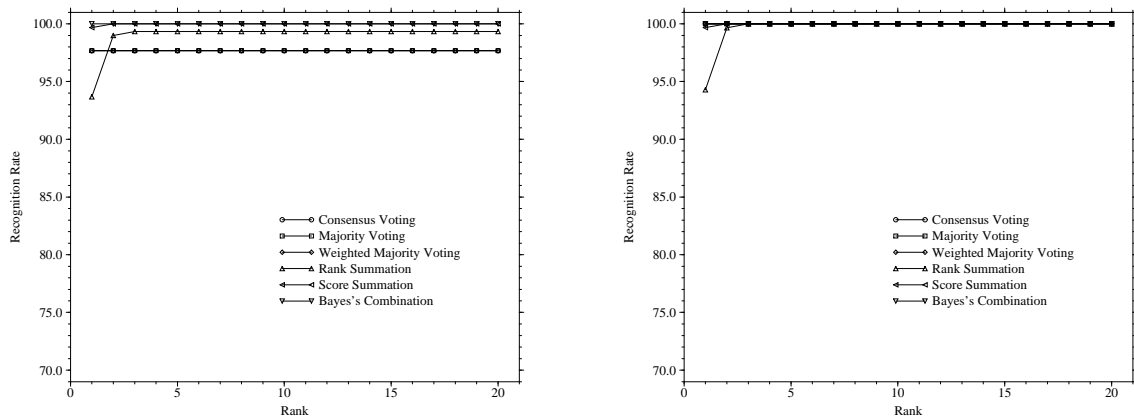 100.0
95.0
90.0
85.0
80.0
75.0
70.0
Recognition Rate
Consensus Voting
Majority Voting
Weighted Majority Voting
Rank Summation
Score Summation
Bayes's Combination
0 5 10 15 20
Rank
100.0
95.0
90.0
85.0
80.0
75.0
70.0
Recognition Rate
Consensus Voting
Majority Voting
Weighted Majority Voting
Rank Summation
Score Summation
Bayes's Combination
0 5 10 15 20
Rank